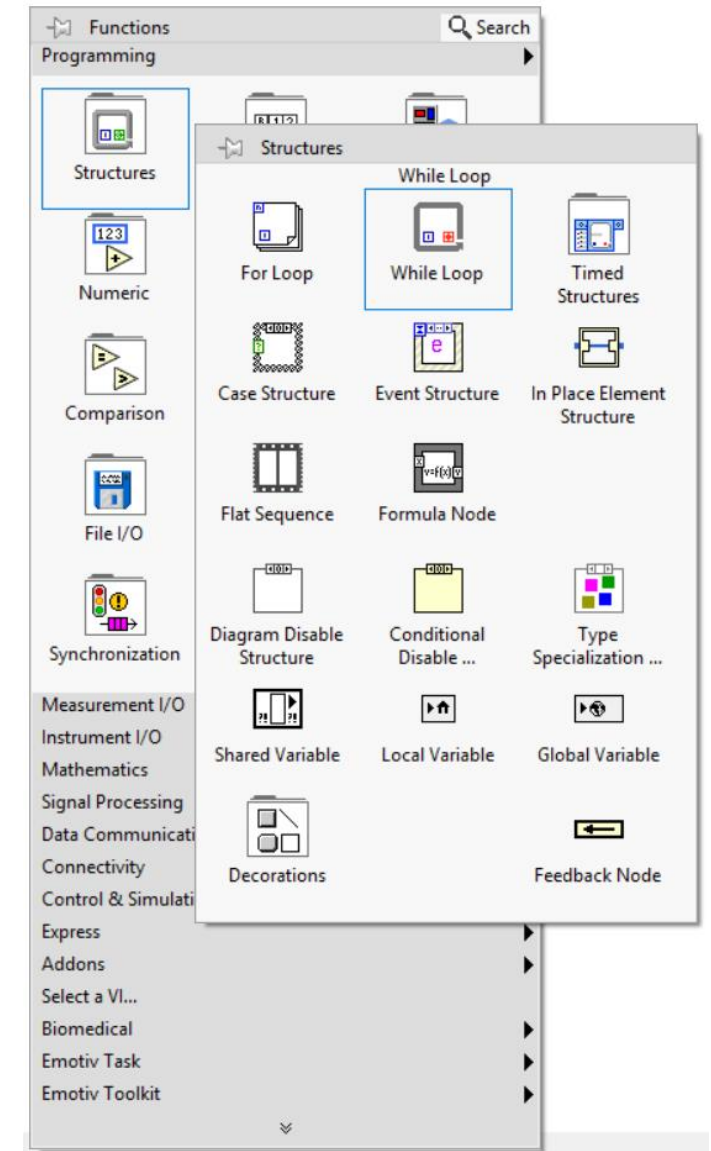 Functions
Search
Programming
Structures
Numeric
Comparison
File I/O
Synchronization
Structures
While Loop
For Loop
While Loop
Timed
Structures
Case Structure
Event Structure
In Place Element
Structure
Flat Sequence
Formula Node
Diagram Disable
Structure
Conditional
Disable ...
Type
Specialization ...
Shared Variable
Local Variable
Global Variable
Decorations
Feedback Node
Measurement I/O
Instrument I/O
Mathematics
Signal Processing
Data Communicati
Connectivity
Control & Simulati
Express
Addons
Select a VI...
Biomedical
Emotiv Task
Emotiv Toolkit